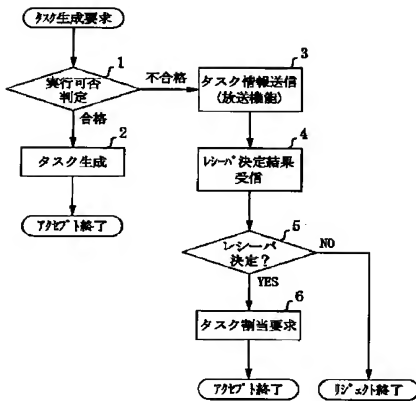 タスク生成要求
1
実行可否
判定
不合格
合格
3
タスク情報送信
(放送機能)
2
タスク生成
4
レシーバ決定結果
受信
アクセプト終了
5
レシーバ
決定?
NO
YES
6
タスク割当要求
アクセプト終了
リジェクト終了